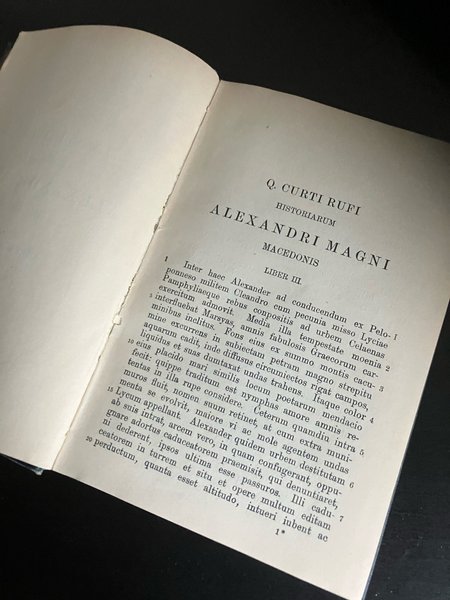 Q. CURTI RUFI
HISTORIARUM
ALEXANDRI MAGNI
MACEDONIS
LIBER III.
1 Inter haec Alexander ad conducendum ex Pelo- 1
ponneso militem Cleandro cum pecunia misso Lyciae
Pamphyliaeque rebus conpositis ad urbem Celaenas
exercitum admovit. Media illa tempestate moenia 2
5 interfluebat Marsyas, amnis fabulosis Graecorum car-
minibus inclitus. Fons eius ex summo montis cacu- 3
mine excurrens in subiectam petram magno strepitu
aquarum cadit, inde diffusus circumiectos rigat campos,
liquidus et suas dumtaxat undas trahens. Itaque color 4
10 eius placido mari similis locum poetarum mendacio
fecit: quippe traditum est nymphas amore amnis re-
tentas in illa rupe considere. Ceterum quamdiu intra 5
muros fluit, nomen suum retinet, at cum extra muni-
menta se evolvit, maiore vi ac mole agentem undas
15 Lycum appellant. Alexander quidem urbem destitutam 6
ab suis intrat, arcem vero, in quam confugerant, oppu-
gnare adortus caduceatorem praemisit, qui denuntiaret,
ni dederent, ipsos ultima esse passuros. Illi cadu- 7
ceatorem in turrem et situ et opere multum editam
20 perductum, quanta esset altitudo, intueri iubent ac
1*